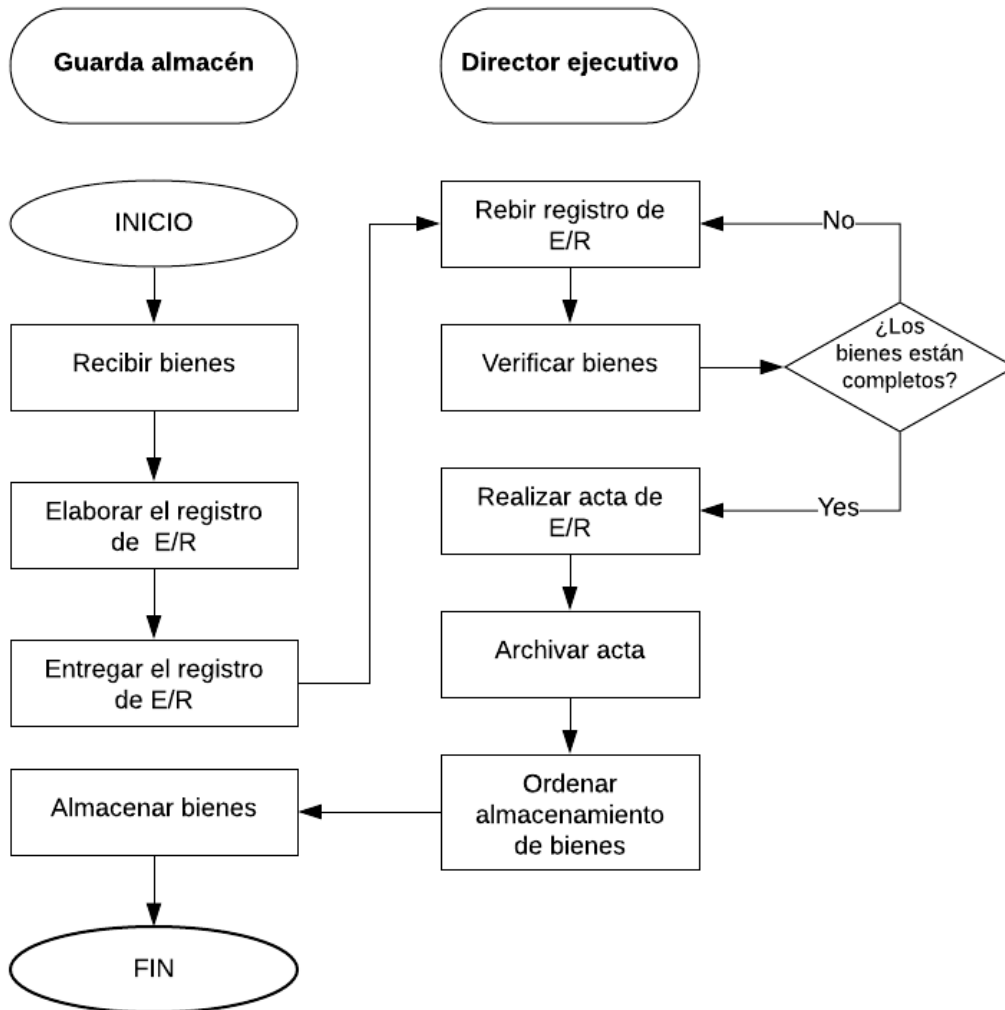 Guarda almacén
Director ejecutivo
INICIO
Recibir bienes
Elaborar el registro
de E/R
Entregar el registro
de E/R
Rebir registro de
E/R
Verificar bienes
¿Los
bienes están
completos?
No
Yes
Realizar acta de
E/R
Archivar acta
Ordenar
almacenamiento
de bienes
Almacenar bienes
FIN